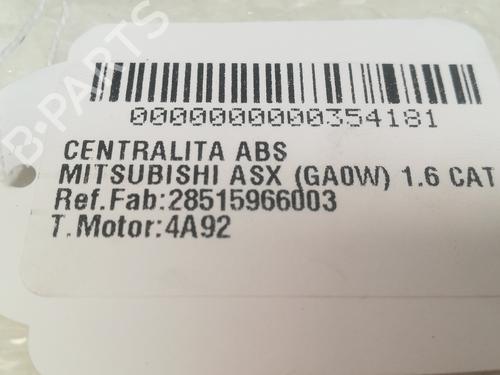 B-PARTS
0000000000354181
CENTRALITA ABS
MITSUBISHI ASX (GA0W) 1.6 CAT
Ref.Fab:28515966003
T.Motor:4A92